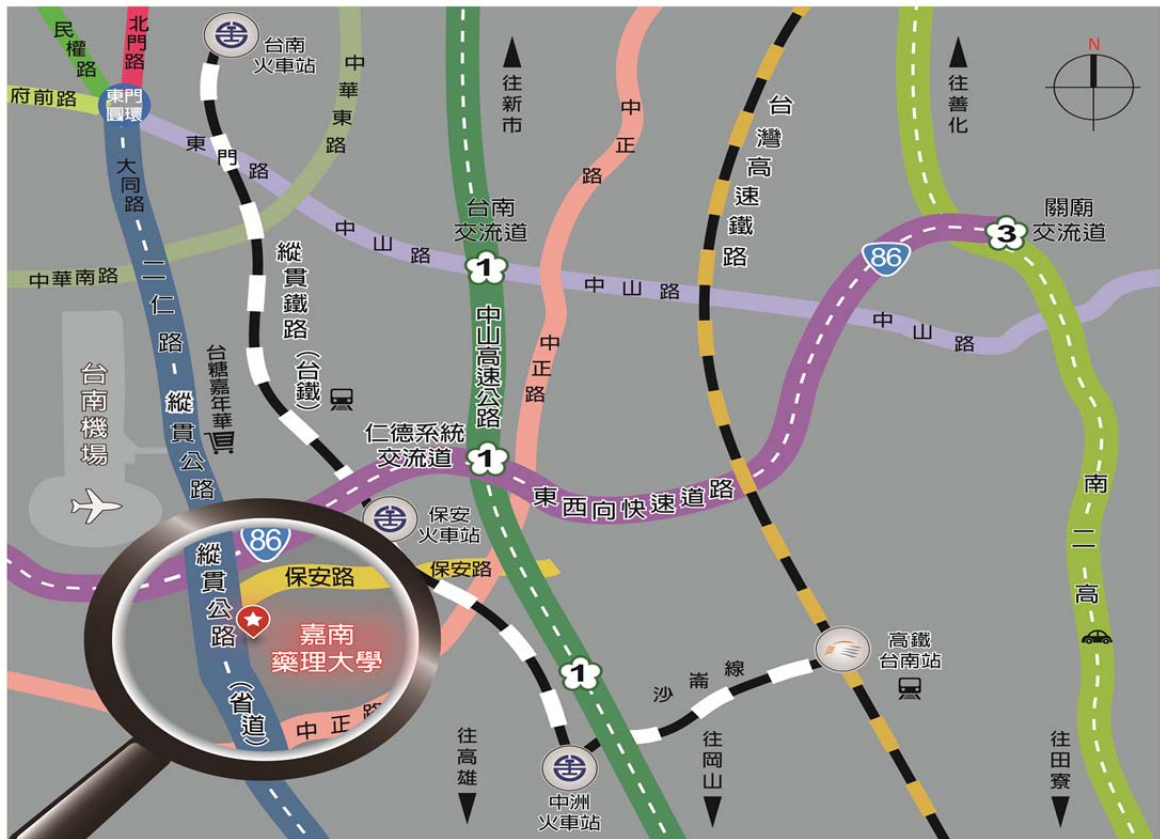 民權路
北門路
府前路
東門
圓環
台南
火車站
中華東路
往新市
中正路
台灣高速鐵路
往善化
N
大同路
東門路
台南
交流道
1
關廟
交流道
3
86
中華南路
二仁路
縱貫鐵路
(台鐵)
中山路
中山路
中山路
中山高速公路
中正路
台南機場
台糖嘉年華
縱貫公路
仁德系統
交流道
1
東西向快速道路
南二高
保安
火車站
86
縱貫公路
(省道)
保安路
保安路
嘉南
藥理大學
中正路
1
沙崙線
高鐵
台南站
往高雄
中洲
火車站
往岡山
往田寮